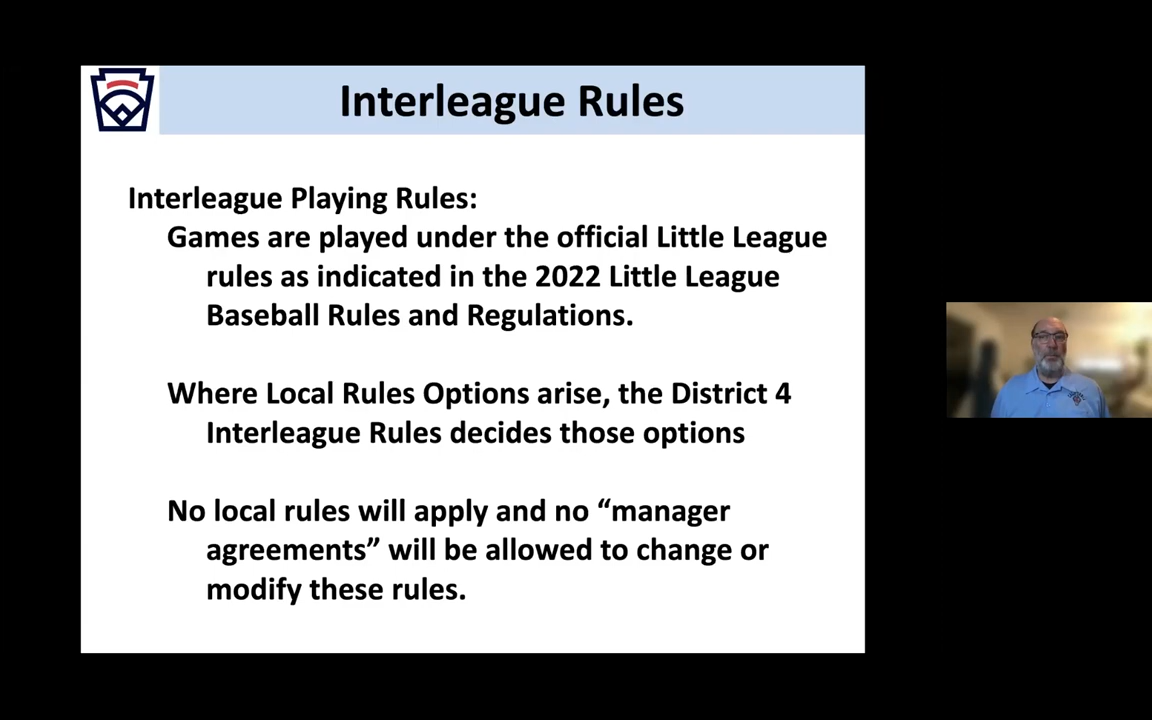 Interleague Rules
Interleague Playing Rules:
Games are played under the official Little League
rules as indicated in the 2022 Little League
Baseball Rules and Regulations.
Where Local Rules Options arise, the District 4
Interleague Rules decides those options
No local rules will apply and no “manager
agreements” will be allowed to change or
modify these rules.